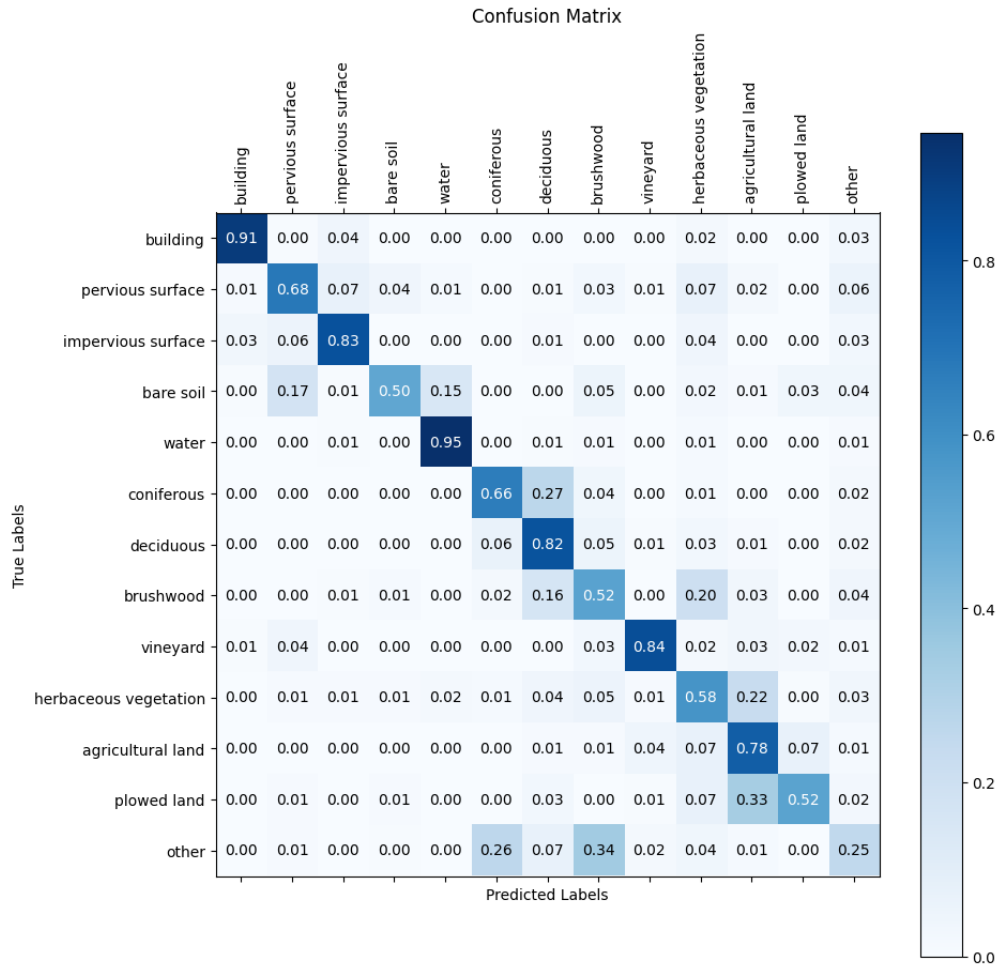 Confusion Matrix
building
pervious surface
impervious surface
bare soil
water
coniferous
deciduous
brushwood
vineyard
herbaceous vegetation
agricultural land
plowed land
other
building 0.91 0.00 0.04 0.00 0.00 0.00 0.00 0.00 0.00 0.02 0.00 0.00 0.03
pervious surface 0.01 0.68 0.07 0.04 0.01 0.00 0.01 0.03 0.01 0.07 0.02 0.00 0.06
impervious surface 0.03 0.06 0.83 0.00 0.00 0.00 0.01 0.00 0.00 0.04 0.00 0.00 0.03
bare soil 0.00 0.17 0.01 0.50 0.15 0.00 0.00 0.05 0.00 0.02 0.01 0.03 0.04
water 0.00 0.00 0.01 0.00 0.95 0.00 0.01 0.01 0.00 0.01 0.00 0.00 0.01
coniferous 0.00 0.00 0.00 0.00 0.00 0.66 0.27 0.04 0.00 0.01 0.00 0.00 0.02
deciduous 0.00 0.00 0.00 0.00 0.00 0.06 0.82 0.05 0.01 0.03 0.01 0.00 0.02
brushwood 0.00 0.00 0.01 0.01 0.00 0.02 0.16 0.52 0.00 0.20 0.03 0.00 0.04
vineyard 0.01 0.04 0.00 0.00 0.00 0.00 0.00 0.03 0.84 0.02 0.03 0.02 0.01
herbaceous vegetation 0.00 0.01 0.01 0.01 0.02 0.01 0.04 0.05 0.01 0.58 0.22 0.00 0.03
agricultural land 0.00 0.00 0.00 0.00 0.00 0.00 0.01 0.01 0.04 0.07 0.78 0.07 0.01
plowed land 0.00 0.01 0.00 0.01 0.00 0.00 0.03 0.00 0.01 0.07 0.33 0.52 0.02
other 0.00 0.01 0.00 0.00 0.00 0.26 0.07 0.34 0.02 0.04 0.01 0.00 0.25
True Labels
Predicted Labels
0.8
0.6
0.4
0.2
0.0